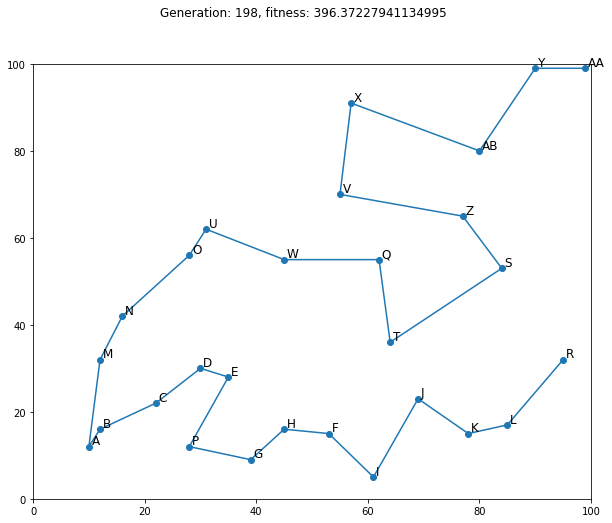 Generation: 198, fitness: 396.37227941134995
100
Y
AA
X
AB
80
V
Z
U
60
O
W
Q
S
N
40
M
T
R
D
E
C
J
20
B
H
F
L
K
A
P
G
I
0
0
20
40
60
80
100